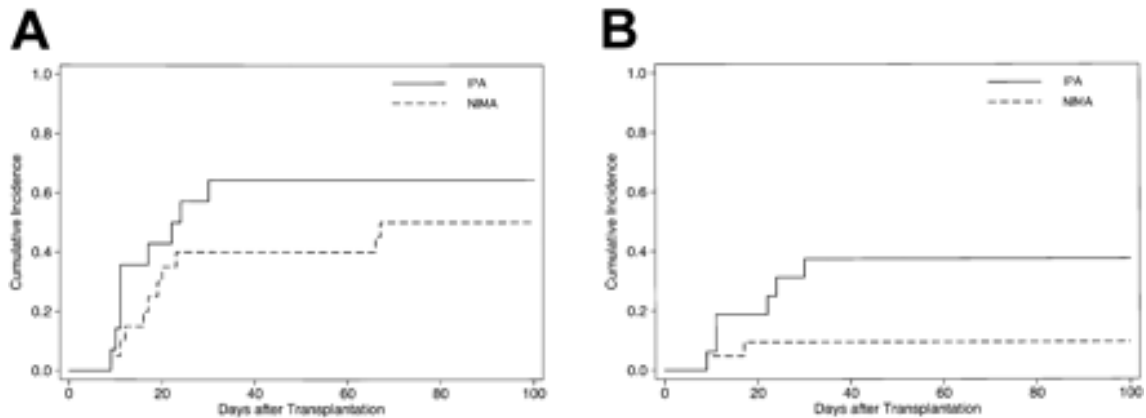 A
1.0
0.8
0.6
0.4
0.2
0.0
Cumulative Incidence
IPA
NIMA
0 20 40 60 80 100
Days after Transplantation
B
1.0
0.8
0.6
0.4
0.2
0.0
Cumulative Incidence
IPA
NIMA
0 20 40 60 80 100
Days after Transplantation